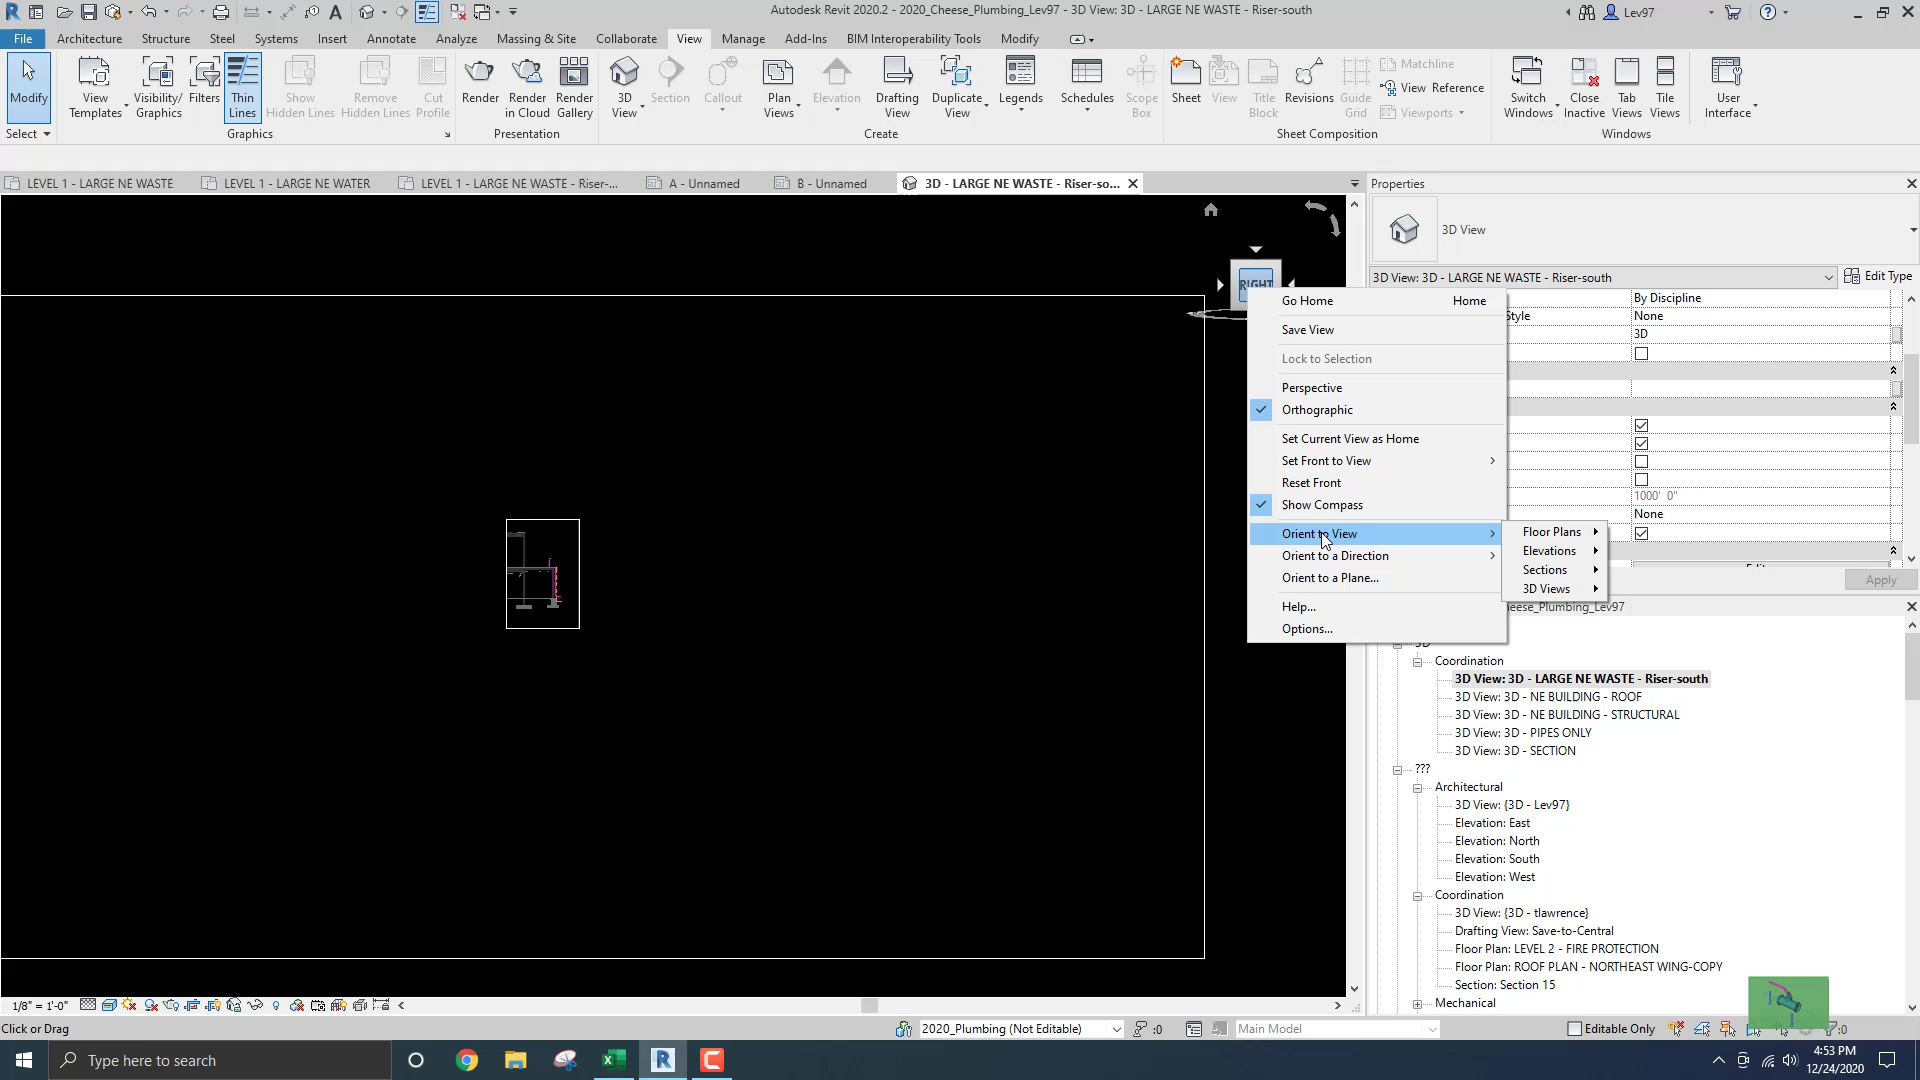 Autodesk Revit 2020.2 - 2020_Cheese_Plumbing_Lev97 - 3D View: 3D - LARGE NE WASTE - Riser-south
Lev97
File Architecture Structure Steel Systems Insert Annotate Analyze Massing & Site Collaborate View Manage Add-Ins BIM Interoperability Tools Modify
Modify
View Templates
Visibility/ Graphics
Filters
Thin Lines
Show Hidden Lines
Remove Hidden Lines
Cut Profile
Render
Render in Cloud
Render Gallery
3D View
Section
Callout
Plan Views
Elevation
Drafting View
Duplicate View
Legends
Schedules
Scope Box
Sheet
View
Title Block
Revisions
Guide Grid
Matchline
View Reference
Viewports
Switch Windows
Close Inactive
Tab Views
Tile Views
User Interface
Select Graphics Presentation Create Sheet Composition Windows
LEVEL 1 - LARGE NE WASTE LEVEL 1 - LARGE NE WATER LEVEL 1 - LARGE NE WASTE - Riser-... A - Unnamed B - Unnamed 3D - LARGE NE WASTE - Riser-so...
RIGHT
Go Home Home
Save View
Lock to Selection
Perspective
Orthographic
Set Current View as Home
Set Front to View
Reset Front
Show Compass
Orient to View
Orient to a Direction
Orient to a Plane...
Help...
Options...
Floor Plans
Elevations
Sections
3D Views
Properties
3D View
3D View: 3D - LARGE NE WASTE - Riser-south Edit Type
By Discipline
Style None
3D
1000' 0"
None
Apply
Cheese_Plumbing_Lev97
Coordination
3D View: 3D - LARGE NE WASTE - Riser-south
3D View: 3D - NE BUILDING - ROOF
3D View: 3D - NE BUILDING - STRUCTURAL
3D View: 3D - PIPES ONLY
3D View: 3D - SECTION
???
Architectural
3D View: {3D - Lev97}
Elevation: East
Elevation: North
Elevation: South
Elevation: West
Coordination
3D View: {3D - tlawrence}
Drafting View: Save-to-Central
Floor Plan: LEVEL 2 - FIRE PROTECTION
Floor Plan: ROOF PLAN - NORTHEAST WING-COPY
Section: Section 15
Mechanical
1/8" = 1'-0"
Click or Drag 2020_Plumbing (Not Editable) :0 Main Model Editable Only :0
Type here to search
4:53 PM
12/24/2020